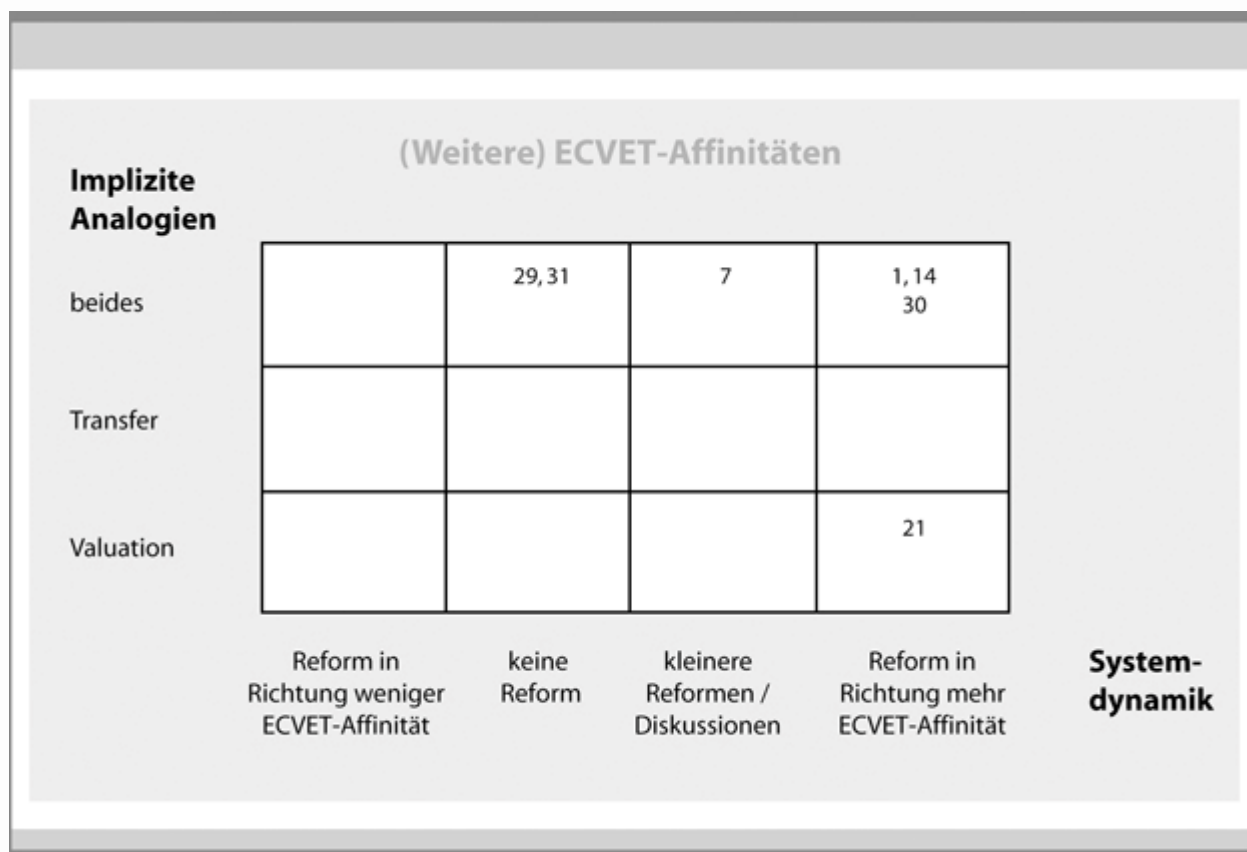 (Weitere) ECVET-Affinitäten
Implizite
Analogien
beides
29, 31
7
1, 14
30
Transfer
Valuation
21
Reform in
Richtung weniger
ECVET-Affinität
keine
Reform
kleinere
Reformen /
Diskussionen
Reform in
Richtung mehr
ECVET-Affinität
System-
dynamik